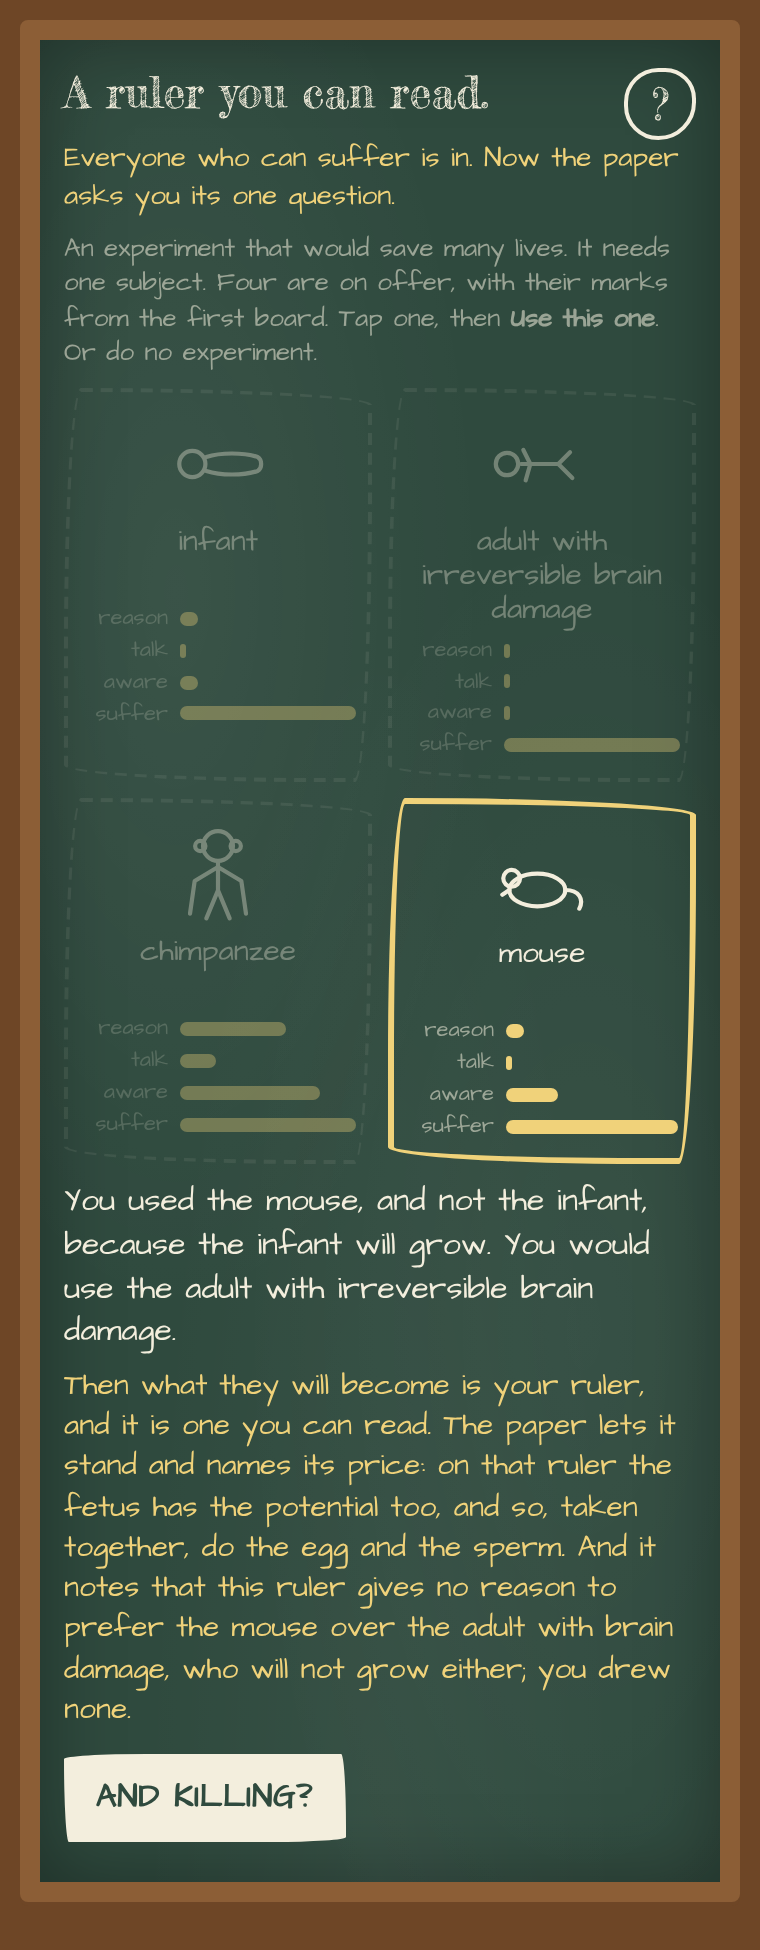 A ruler you can read.
?
Everyone who can suffer is in. Now the paper
asks you its one question.
An experiment that would save many lives. It needs
one subject. Four are on offer, with their marks
from the first board. Tap one, then Use this one.
Or do no experiment.
infant
reason
talk
aware
suffer
adult with
irreversible brain
damage
reason
talk
aware
suffer
chimpanzee
reason
talk
aware
suffer
mouse
reason
talk
aware
suffer
You used the mouse, and not the infant,
because the infant will grow. You would
use the adult with irreversible brain
damage.
Then what they will become is your ruler,
and it is one you can read. The paper lets it
stand and names its price: on that ruler the
fetus has the potential too, and so, taken
together, do the egg and the sperm. And it
notes that this ruler gives no reason to
prefer the mouse over the adult with brain
damage, who will not grow either; you drew
none.
AND KILLING?